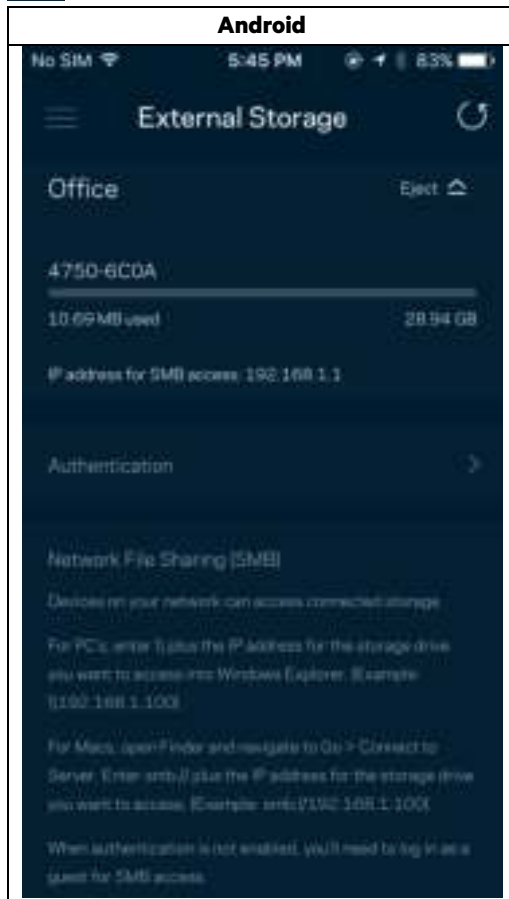 Android
No SIM 5:45 PM 83%
External Storage
Office Eject
4750-6C0A
10.69 MB used 28.94 GB
IP address for SMB access: 192.168.1.1
Authentication >
Network File Sharing (SMB)
Devices on your network can access connected storage
For PC's, enter \\ plus the IP address for the storage drive
you want to access into Windows Explorer. (Example:
\\192.168.1.100)
For Macs, open Finder and navigate to Go > Connect to
Server. Enter smb:// plus the IP address for the storage drive
you want to access. (Example: smb://192.168.1.100)
When authentication is not enabled, you'll need to log in as a
guest for SMB access.